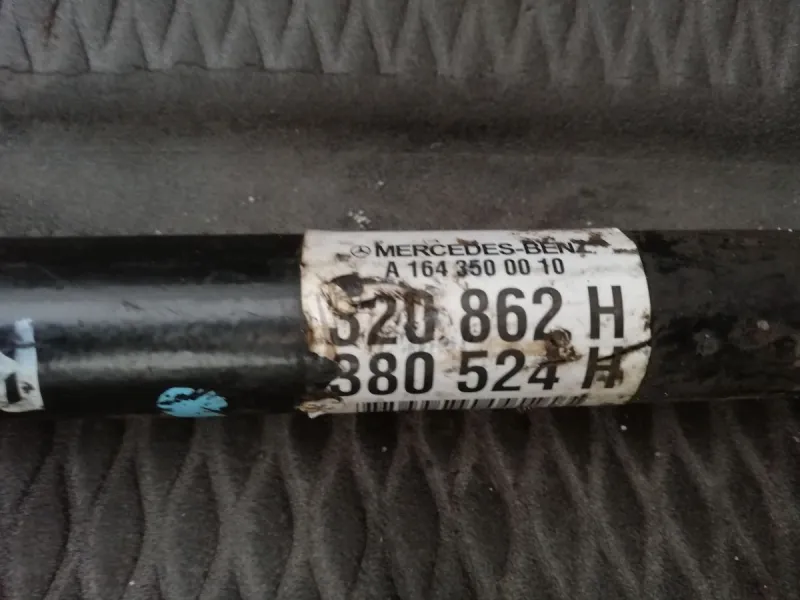 MERCEDES-BENZ
A 164 350 00 10
320 862 H
380 524 H